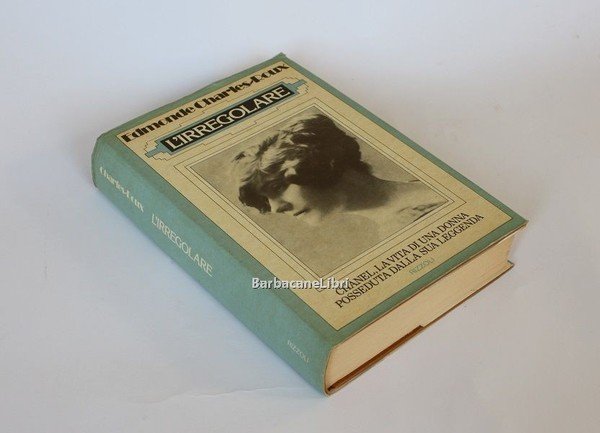 Edmonde Charles-Roux
L'IRREGOLARE
CHANEL, LA VITA DI UNA DONNA
POSSEDUTA DALLA SUA LEGGENDA
RIZZOLI
Charles-Roux L'IRREGOLARE
RIZZOLI
BarbacaneLibri